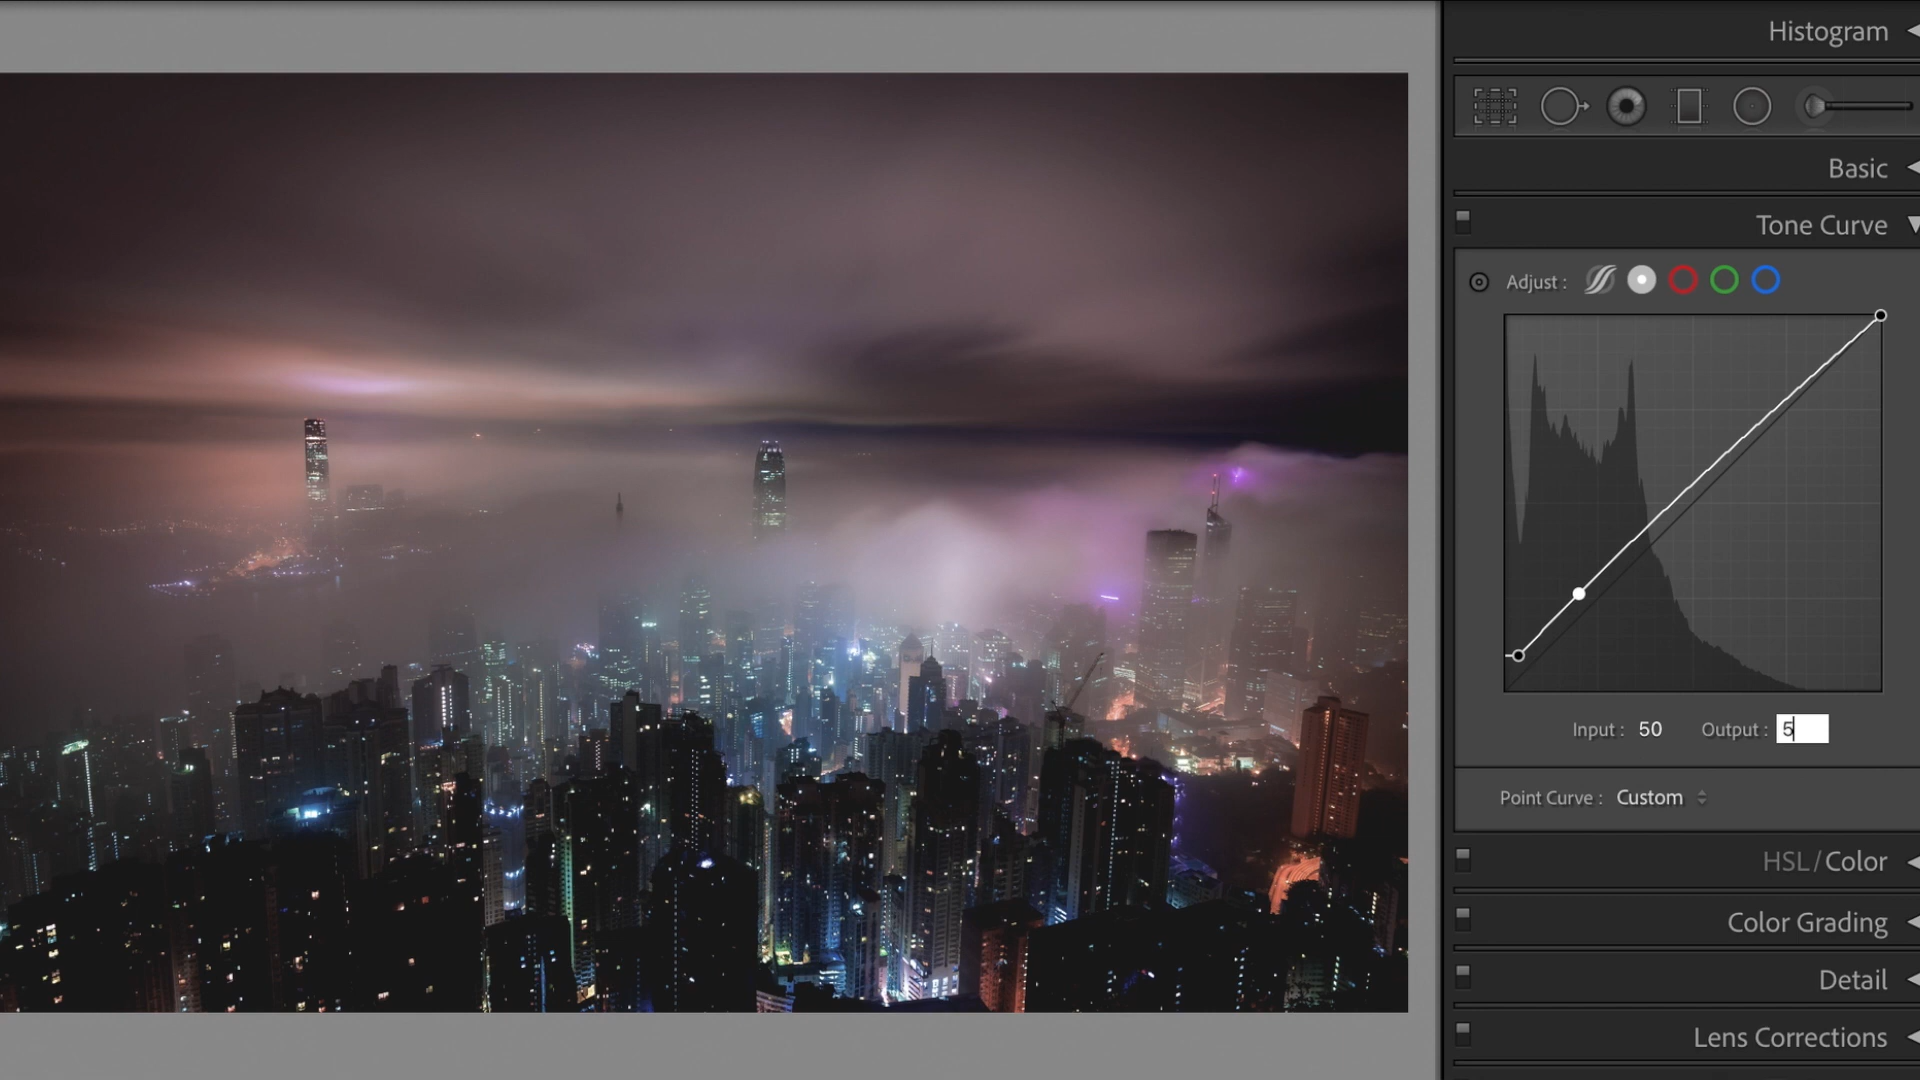 Histogram
Basic
Tone Curve
Adjust :
Input : 50 Output : 5
Point Curve : Custom
HSL / Color
Color Grading
Detail
Lens Corrections